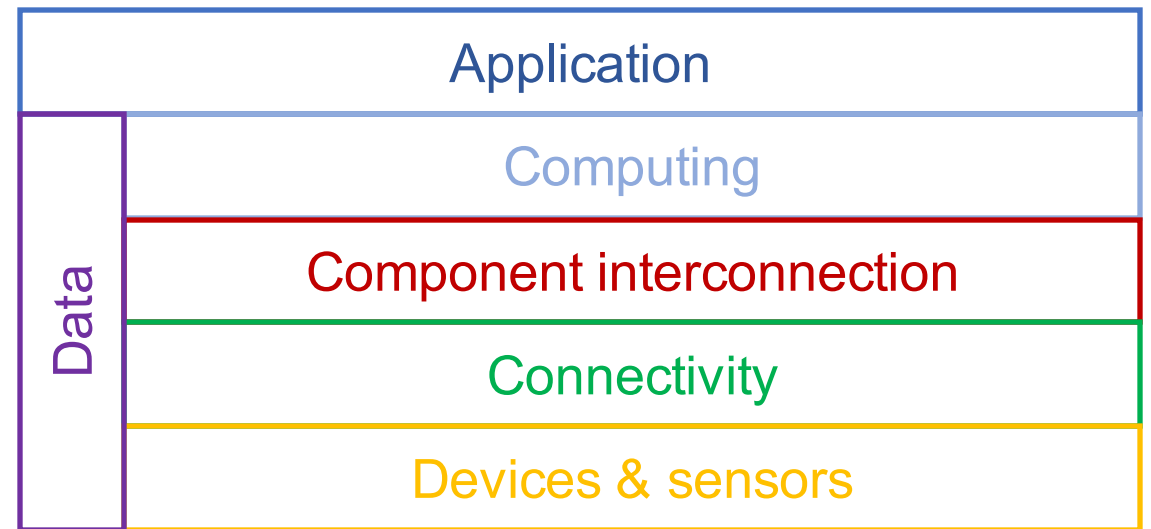 Application
Data
Computing
Component interconnection
Connectivity
Devices & sensors